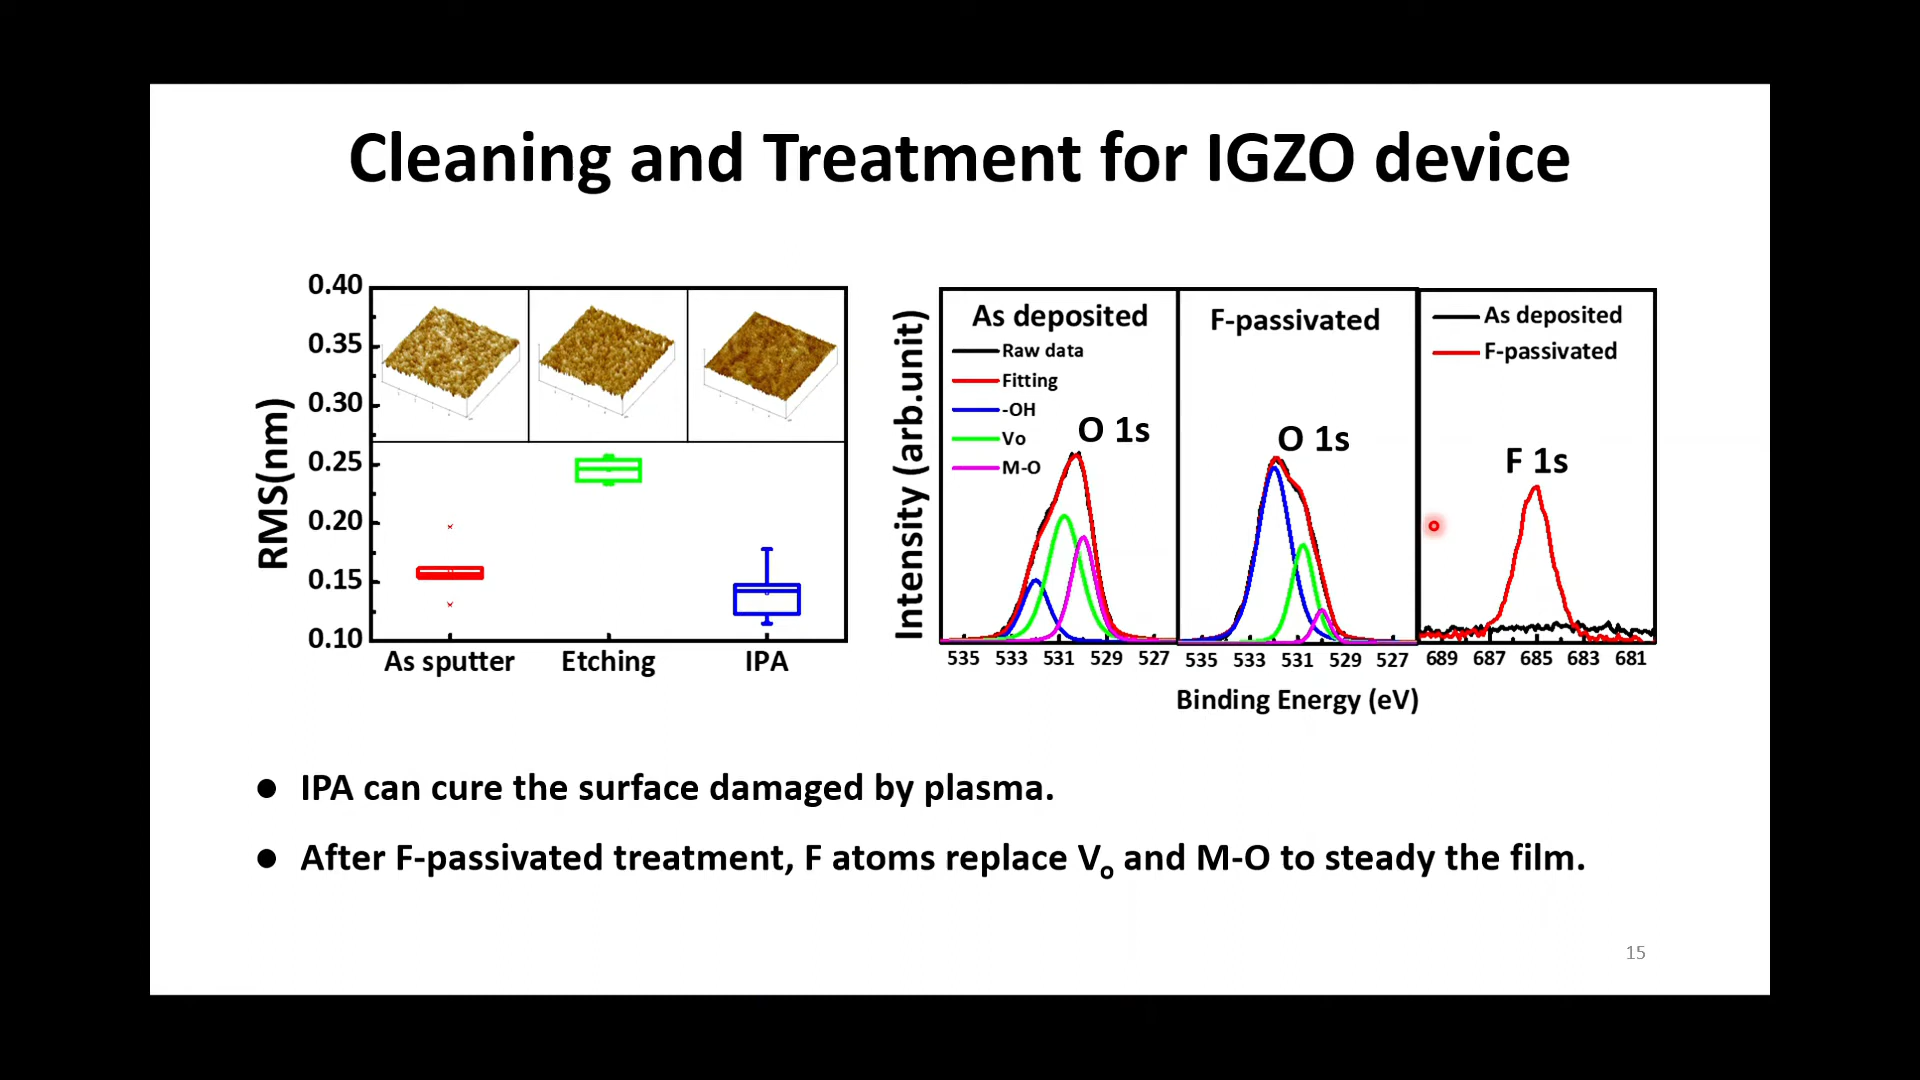 Cleaning and Treatment for IGZO device
RMS(nm)
0.40
0.35
0.30
0.25
0.20
0.15
0.10
As sputter Etching IPA
Intensity (arb.unit)
As deposited
Raw data
Fitting
-OH
Vo
M-O
O 1s
F-passivated
O 1s
As deposited
F-passivated
F 1s
535 533 531 529 527 535 533 531 529 527 689 687 685 683 681
Binding Energy (eV)
● IPA can cure the surface damaged by plasma.
● After F-passivated treatment, F atoms replace Vo and M-O to steady the film.
15